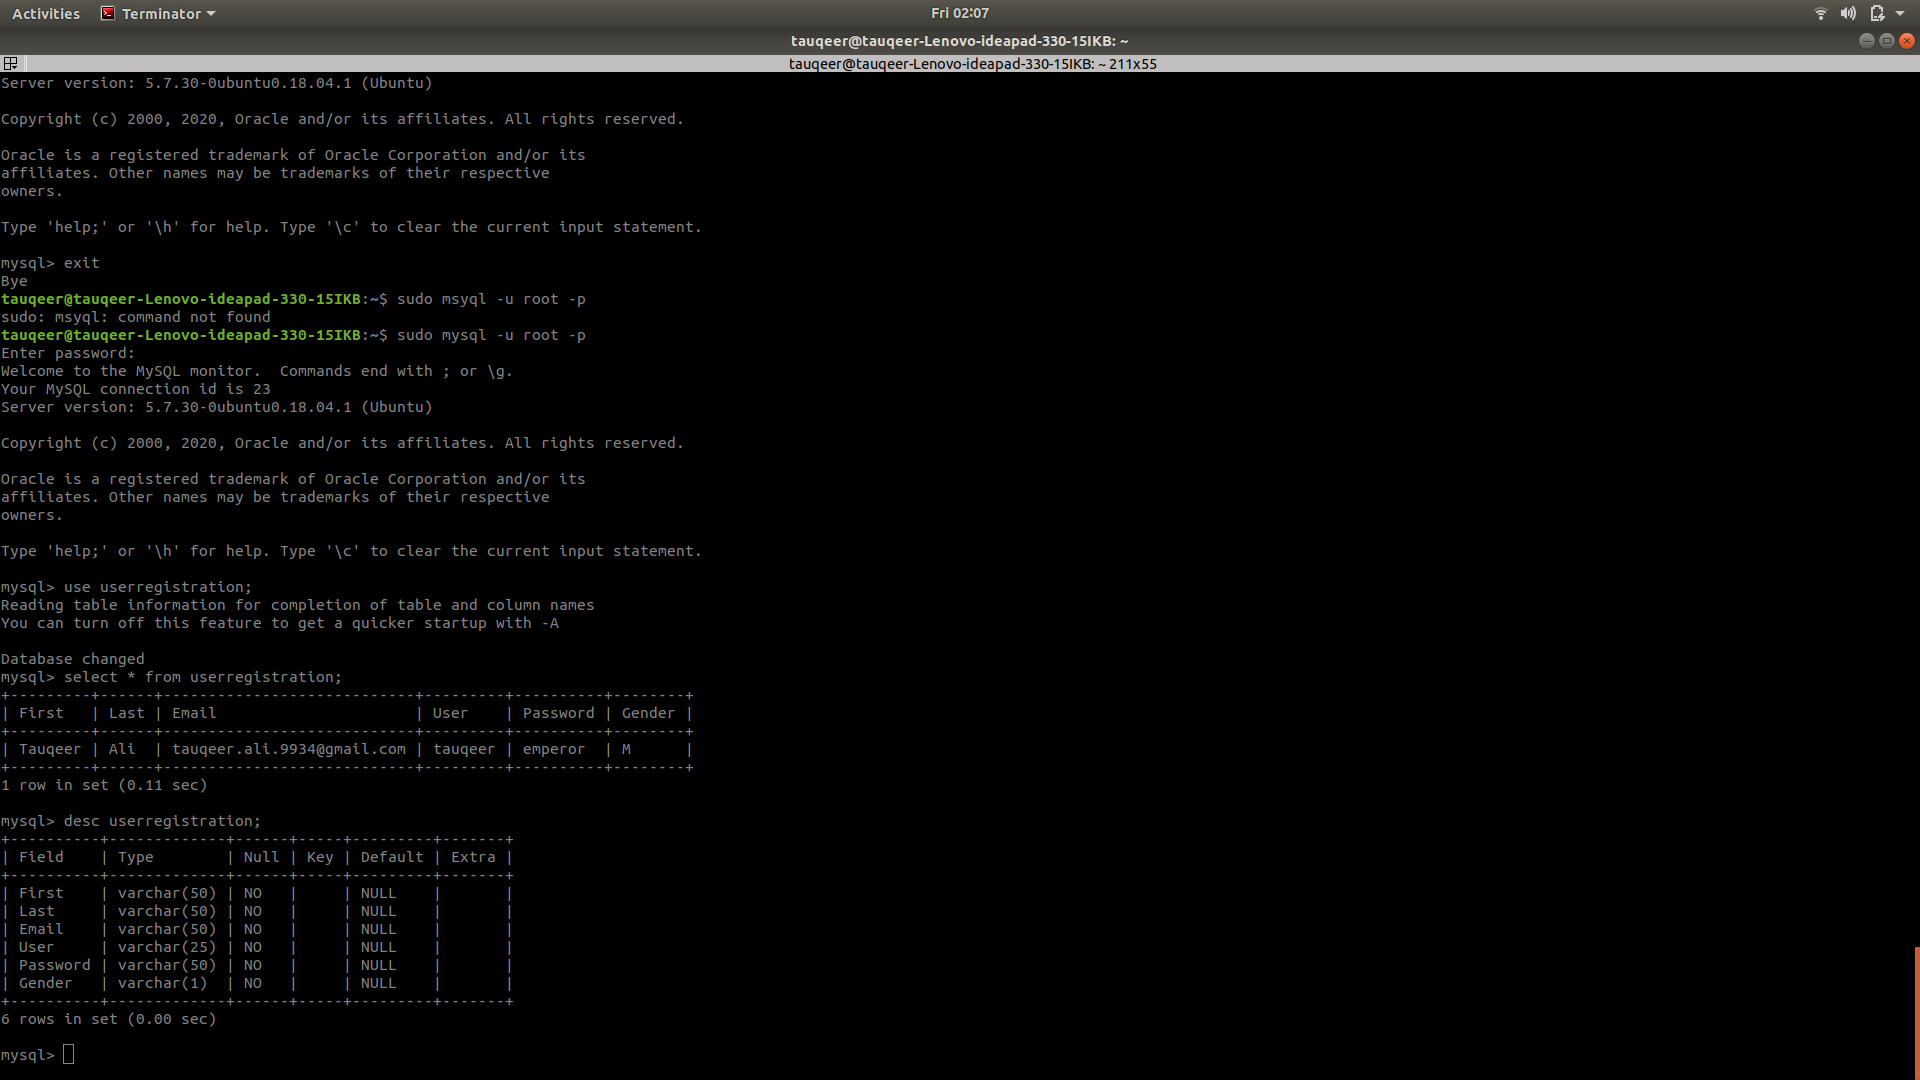 Activities Terminator Fri 02:07
tauqeer@tauqeer-Lenovo-ideapad-330-15IKB: ~
tauqeer@tauqeer-Lenovo-ideapad-330-15IKB: ~ 211x55
Server version: 5.7.30-0ubuntu0.18.04.1 (Ubuntu)
Copyright (c) 2000, 2020, Oracle and/or its affiliates. All rights reserved.
Oracle is a registered trademark of Oracle Corporation and/or its
affiliates. Other names may be trademarks of their respective
owners.
Type 'help;' or '\h' for help. Type '\c' to clear the current input statement.
mysql> exit
Bye
tauqeer@tauqeer-Lenovo-ideapad-330-15IKB:~$ sudo msyql -u root -p
sudo: msyql: command not found
tauqeer@tauqeer-Lenovo-ideapad-330-15IKB:~$ sudo mysql -u root -p
Enter password:
Welcome to the MySQL monitor.  Commands end with ; or \g.
Your MySQL connection id is 23
Server version: 5.7.30-0ubuntu0.18.04.1 (Ubuntu)
Copyright (c) 2000, 2020, Oracle and/or its affiliates. All rights reserved.
Oracle is a registered trademark of Oracle Corporation and/or its
affiliates. Other names may be trademarks of their respective
owners.
Type 'help;' or '\h' for help. Type '\c' to clear the current input statement.
mysql> use userregistration;
Reading table information for completion of table and column names
You can turn off this feature to get a quicker startup with -A
Database changed
mysql> select * from userregistration;
+---------+------+----------------------------+---------+----------+--------+
| First   | Last | Email                      | User    | Password | Gender |
+---------+------+----------------------------+---------+----------+--------+
| Tauqeer | Ali  | tauqeer.ali.9934@gmail.com | tauqeer | emperor  | M      |
+---------+------+----------------------------+---------+----------+--------+
1 row in set (0.11 sec)
mysql> desc userregistration;
+----------+-------------+------+-----+---------+-------+
| Field    | Type        | Null | Key | Default | Extra |
+----------+-------------+------+-----+---------+-------+
| First    | varchar(50) | NO   |     | NULL    |       |
| Last     | varchar(50) | NO   |     | NULL    |       |
| Email    | varchar(50) | NO   |     | NULL    |       |
| User     | varchar(25) | NO   |     | NULL    |       |
| Password | varchar(50) | NO   |     | NULL    |       |
| Gender   | varchar(1)  | NO   |     | NULL    |       |
+----------+-------------+------+-----+---------+-------+
6 rows in set (0.00 sec)
mysql>